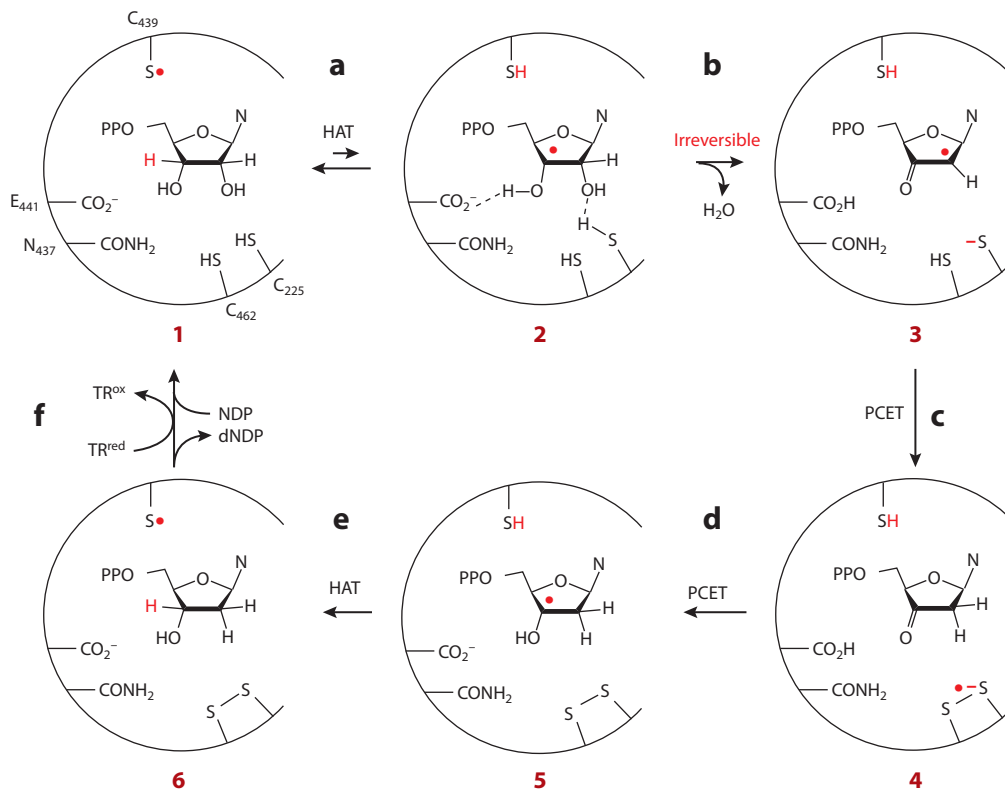 C₄₃₉
S•
a
HAT
PPO
O
N
H
H
HO
OH
E₄₄₁
CO₂⁻
N₄₃₇
CONH₂
HS
HS
C₂₂₅
C₄₆₂
1
SH
b
Irreversible
H₂O
PPO
O
N
•
H
H
O
OH
CO₂⁻
H
S
CONH₂
HS
2
SH
PPO
O
N
•
O
H
CO₂H
CONH₂
–S
HS
3
PCET
c
TRᵒˣ
f
NDP
dNDP
TRʳᵉᵈ
S•
e
HAT
PPO
O
N
H
H
HO
H
CO₂⁻
CONH₂
S
S
6
SH
d
PCET
PPO
O
N
•
H
HO
H
CO₂⁻
CONH₂
S
S
5
SH
PPO
O
N
H
O
H
CO₂H
CONH₂
•–S
S
4